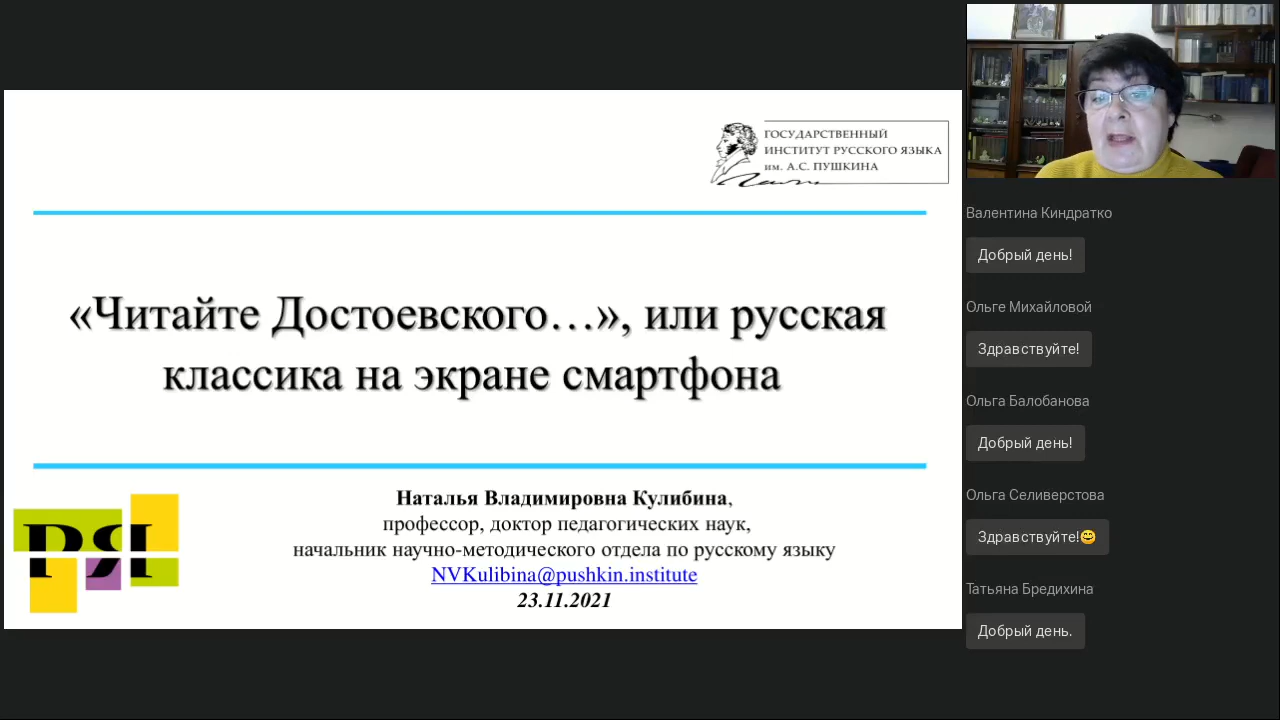 ГОСУДАРСТВЕННЫЙ
ИНСТИТУТ РУССКОГО ЯЗЫКА
им. А.С. ПУШКИНА
«Читайте Достоевского…», или русская
классика на экране смартфона
РЯ
Наталья Владимировна Кулибина,
профессор, доктор педагогических наук,
начальник научно-методического отдела по русскому языку
NVKulibina@pushkin.institute
23.11.2021
Валентина Киндратко
Добрый день!
Ольге Михайловой
Здравствуйте!
Ольга Балобанова
Добрый день!
Ольга Селиверстова
Здравствуйте!😊
Татьяна Бредихина
Добрый день.